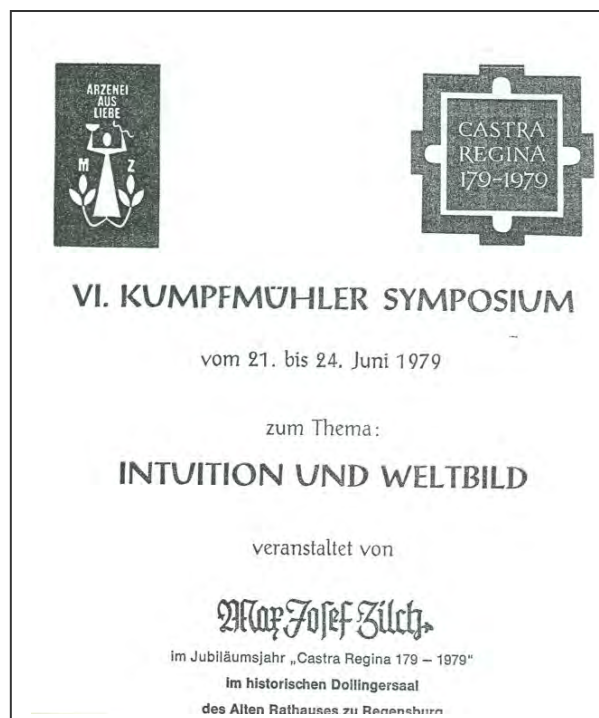 ARZENEI
AUS
LIEBE
M Z
CASTRA
REGINA
179-1979
VI. KUMPFMÜHLER SYMPOSIUM
vom 21. bis 24. Juni 1979
zum Thema:
INTUITION UND WELTBILD
veranstaltet von
Max Josef Zilch
im Jubiläumsjahr „Castra Regina 179 – 1979"
im historischen Dollingersaal
des Alten Rathauses zu Regensburg